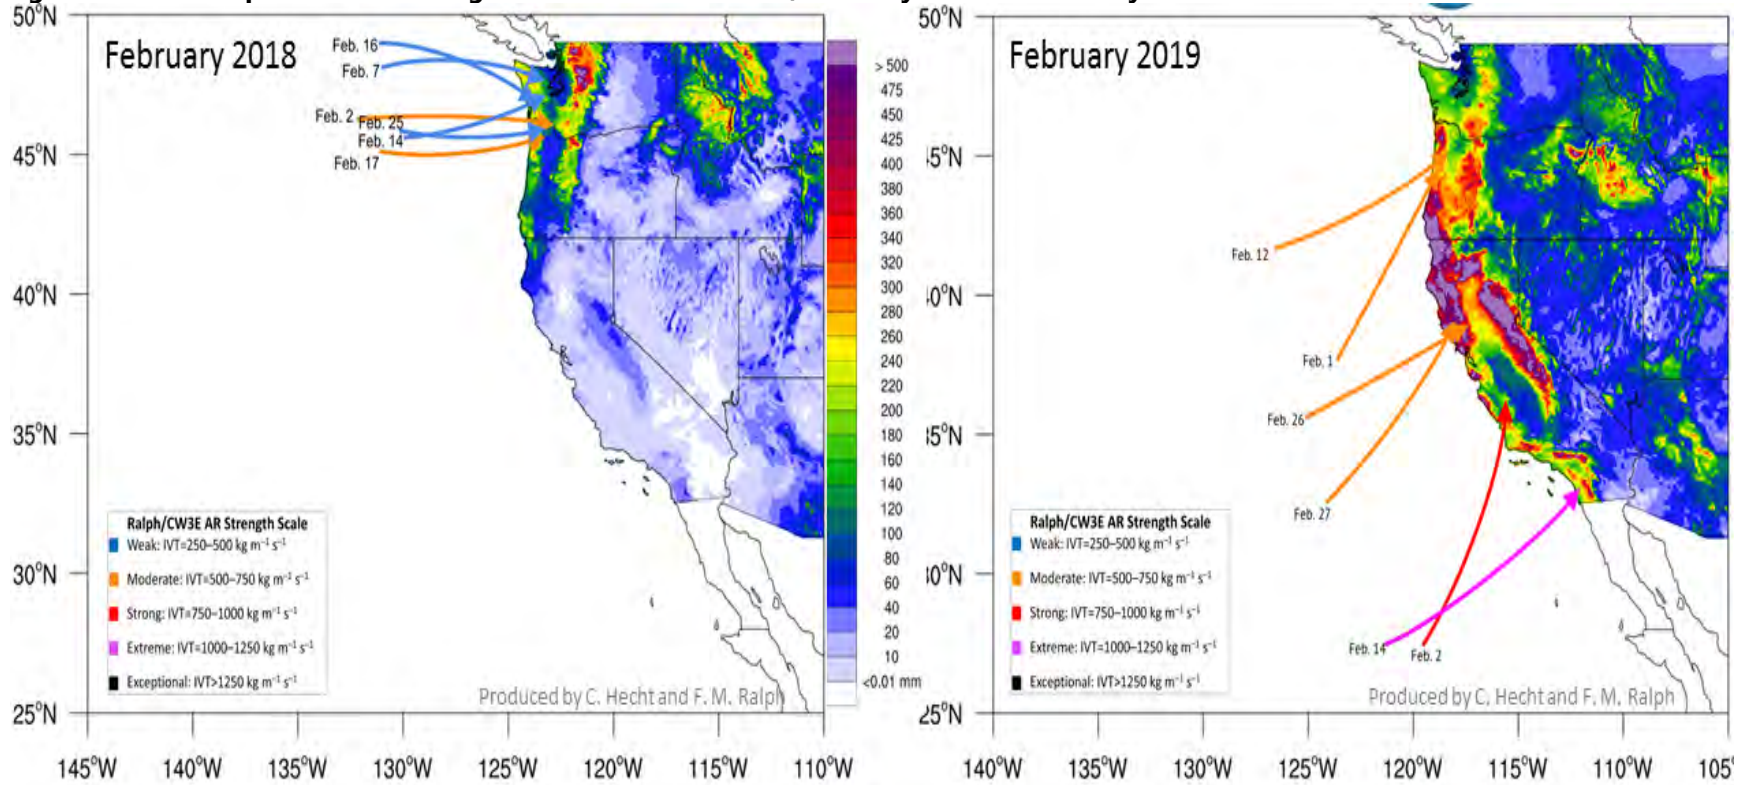 February 2018
50°N
45°N
40°N
35°N
30°N
25°N
145°W 140°W 135°W 130°W 125°W 120°W 115°W 110°W
Feb. 16
Feb. 7
Feb. 2
Feb. 25
Feb. 14
Feb. 17
Ralph/CW3E AR Strength Scale
Weak: IVT=250–500 kg m⁻¹ s⁻¹
Moderate: IVT=500–750 kg m⁻¹ s⁻¹
Strong: IVT=750–1000 kg m⁻¹ s⁻¹
Extreme: IVT=1000–1250 kg m⁻¹ s⁻¹
Exceptional: IVT>1250 kg m⁻¹ s⁻¹
Produced by C. Hecht and F. M. Ralph
> 500
475
450
425
400
380
360
340
320
300
280
260
240
220
200
180
160
140
120
100
80
60
40
20
10
<0.01 mm
February 2019
50°N
45°N
40°N
35°N
30°N
25°N
140°W 135°W 130°W 125°W 120°W 115°W 110°W 105°
Feb. 12
Feb. 1
Feb. 26
Feb. 27
Feb. 14
Feb. 2
Ralph/CW3E AR Strength Scale
Weak: IVT=250–500 kg m⁻¹ s⁻¹
Moderate: IVT=500–750 kg m⁻¹ s⁻¹
Strong: IVT=750–1000 kg m⁻¹ s⁻¹
Extreme: IVT=1000–1250 kg m⁻¹ s⁻¹
Exceptional: IVT>1250 kg m⁻¹ s⁻¹
Produced by C. Hecht and F. M. Ralph